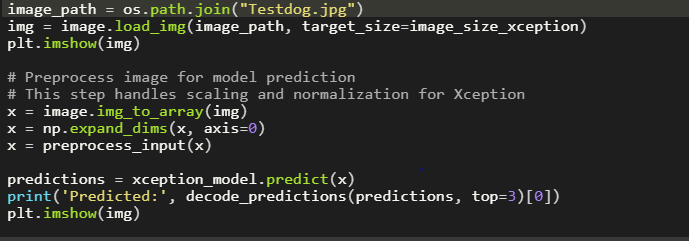 image_path = os.path.join("Testdog.jpg")
img = image.load_img(image_path, target_size=image_size_xception)
plt.imshow(img)
# Preprocess image for model prediction
# This step handles scaling and normalization for Xception
x = image.img_to_array(img)
x = np.expand_dims(x, axis=0)
x = preprocess_input(x)
predictions = xception_model.predict(x)
print('Predicted:', decode_predictions(predictions, top=3)[0])
plt.imshow(img)